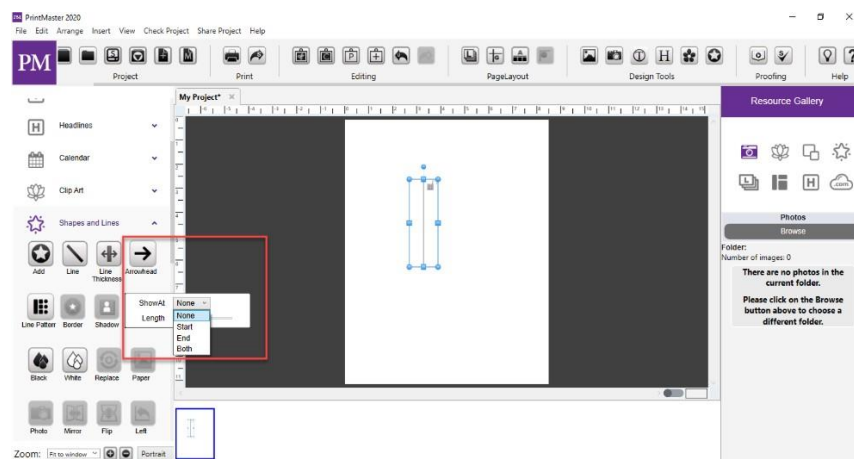 PrintMaster 2020
File Edit Arrange Insert View Check Project Share Project Help
PM
Project Print Editing PageLayout Design Tools Proofing Help
My Project*
Resource Gallery
Headlines
Calendar
Clip Art
Shapes and Lines
Add Line Line Thickness Arrowhead
ShowAt None
Length
None
Start
End
Both
Line Pattern Border Shadow
Black White Replace Paper
Photo Mirror Flip Left
Zoom: Fit to window Portrait
Photos
Browse
Folder:
Number of images: 0
There are no photos in the
current folder.
Please click on the Browse
button above to choose a
different folder.